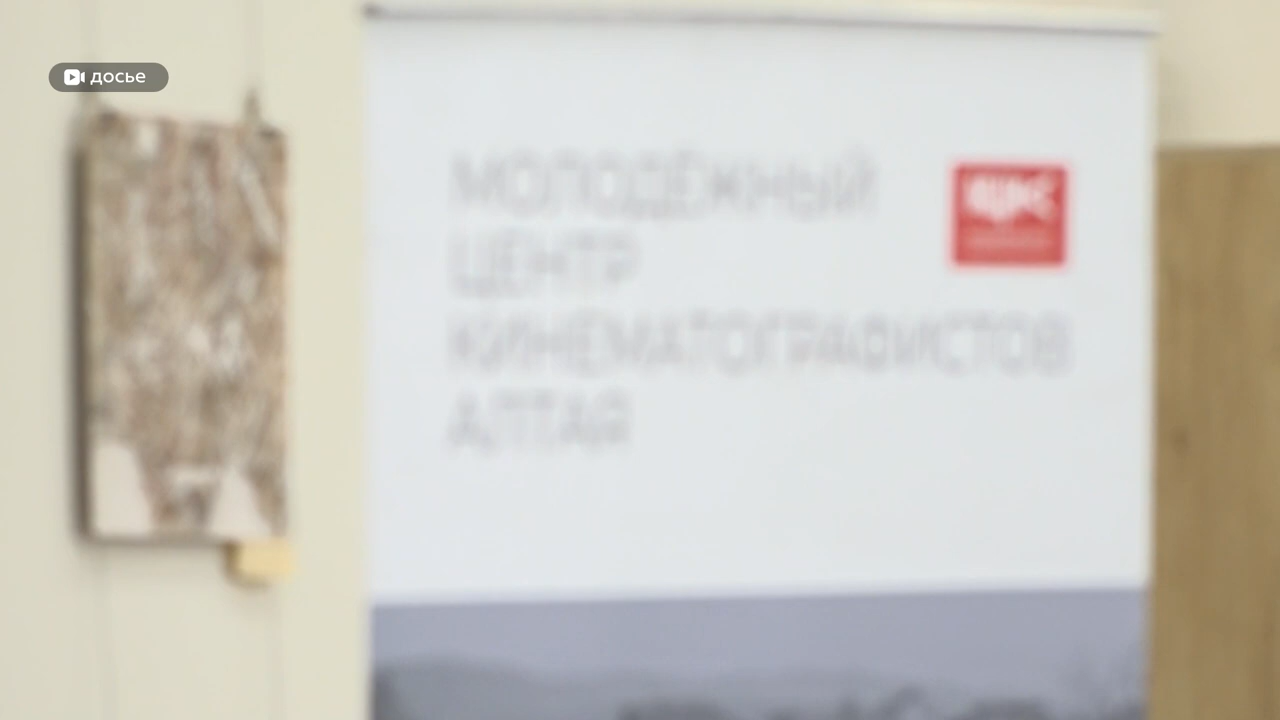 досье
МОЛОДЁЖНЫЙ
ЦЕНТР
КИНЕМАТОГРАФИСТОВ
АЛТАЯ